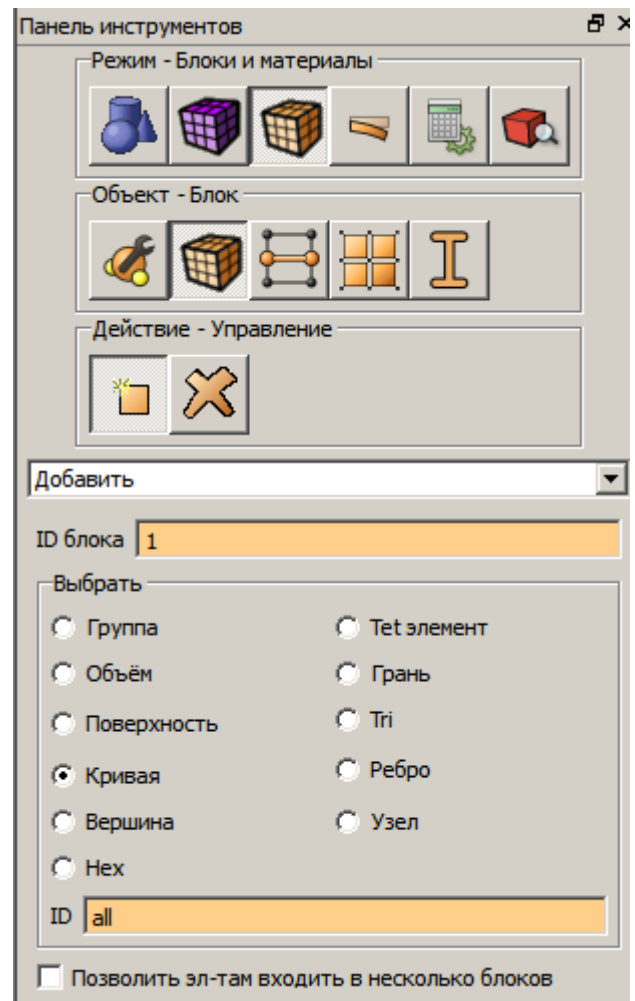 Панель инструментов
Режим - Блоки и материалы
Объект - Блок
Действие - Управление
Добавить
ID блока 1
Выбрать
Группа Tet элемент
Объём Грань
Поверхность Tri
Кривая Ребро
Вершина Узел
Hex
ID all
Позволить эл-там входить в несколько блоков